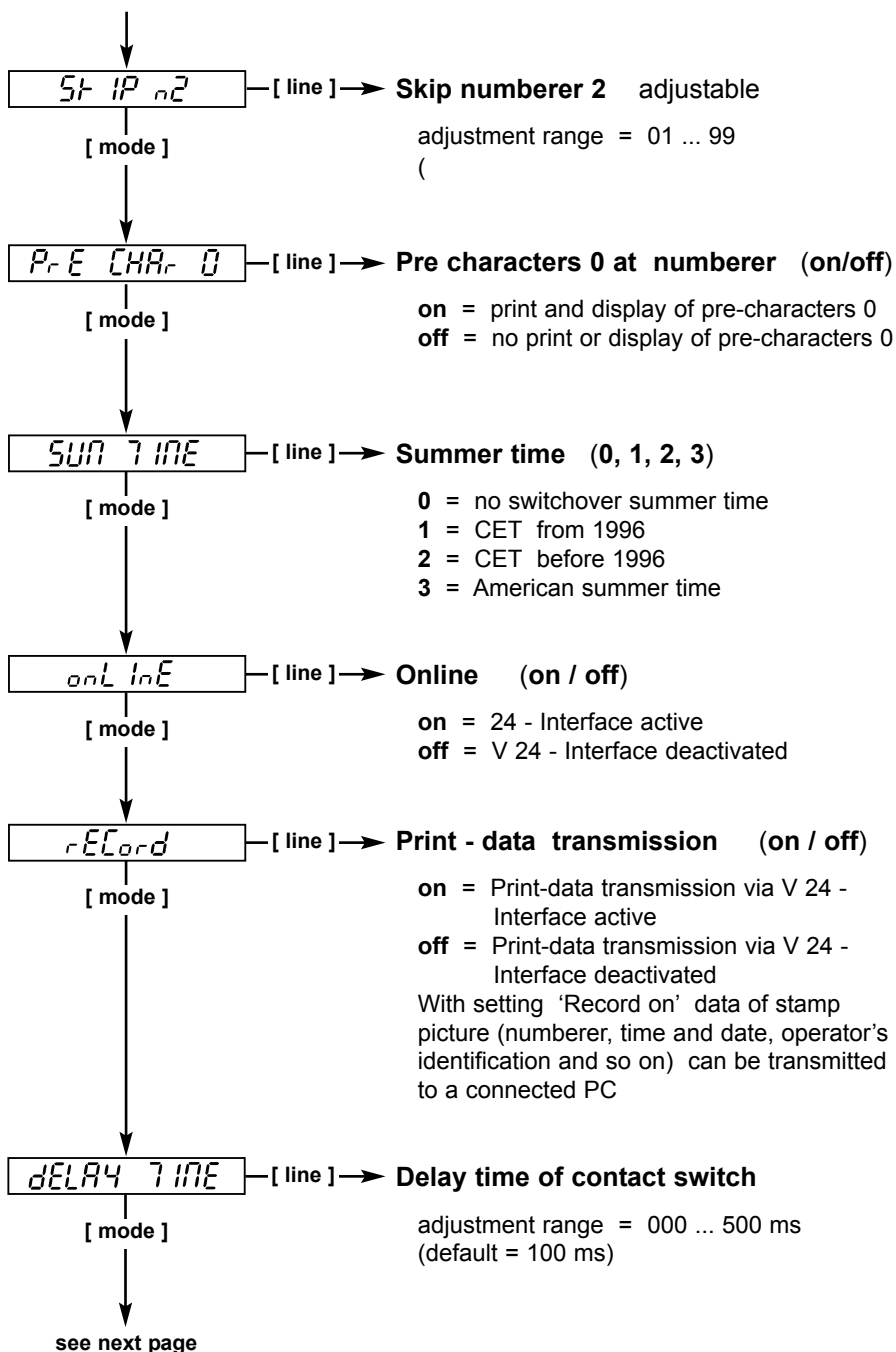 SKIP n2 [ line ] Skip numberer 2 adjustable
[ mode ] adjustment range = 01 ... 99
(
PrE CHAr 0 [ line ] Pre characters 0 at numberer (on/off)
[ mode ] on = print and display of pre-characters 0
off = no print or display of pre-characters 0
SUM TIME [ line ] Summer time (0, 1, 2, 3)
[ mode ] 0 = no switchover summer time
1 = CET from 1996
2 = CET before 1996
3 = American summer time
onLInE [ line ] Online (on / off)
[ mode ] on = 24 - Interface active
off = V 24 - Interface deactivated
rECord [ line ] Print - data transmission (on / off)
[ mode ] on = Print-data transmission via V 24 -
Interface active
off = Print-data transmission via V 24 -
Interface deactivated
With setting 'Record on' data of stamp
picture (numberer, time and date, operator's
identification and so on) can be transmitted
to a connected PC
dELAY TIME [ line ] Delay time of contact switch
[ mode ] adjustment range = 000 ... 500 ms
(default = 100 ms)
see next page